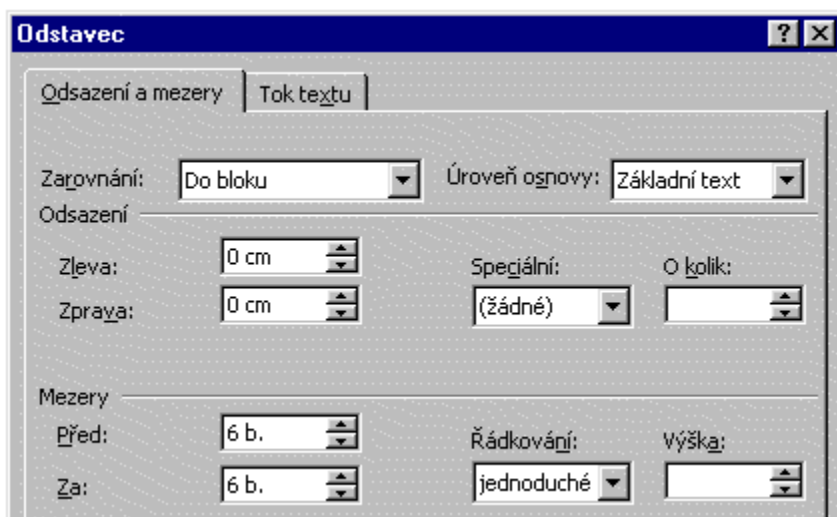 Odstavec
Odsazení a mezery Tok textu
Zarovnání: Do bloku Úroveň osnovy: Základní text
Odsazení
Zleva: 0 cm Speciální: O kolik:
Zprava: 0 cm (žádné)
Mezery
Před: 6 b. Řádkování: Výška:
Za: 6 b. jednoduché